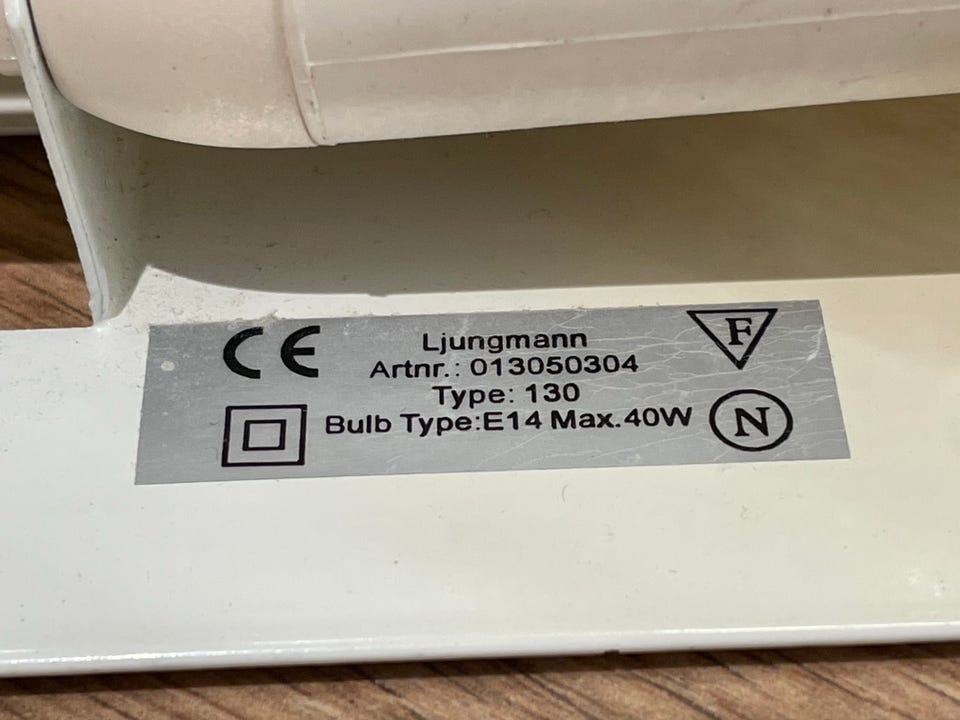 CE
Ljungmann
Artnr.: 013050304
Type: 130
Bulb Type:E14 Max.40W
F
N